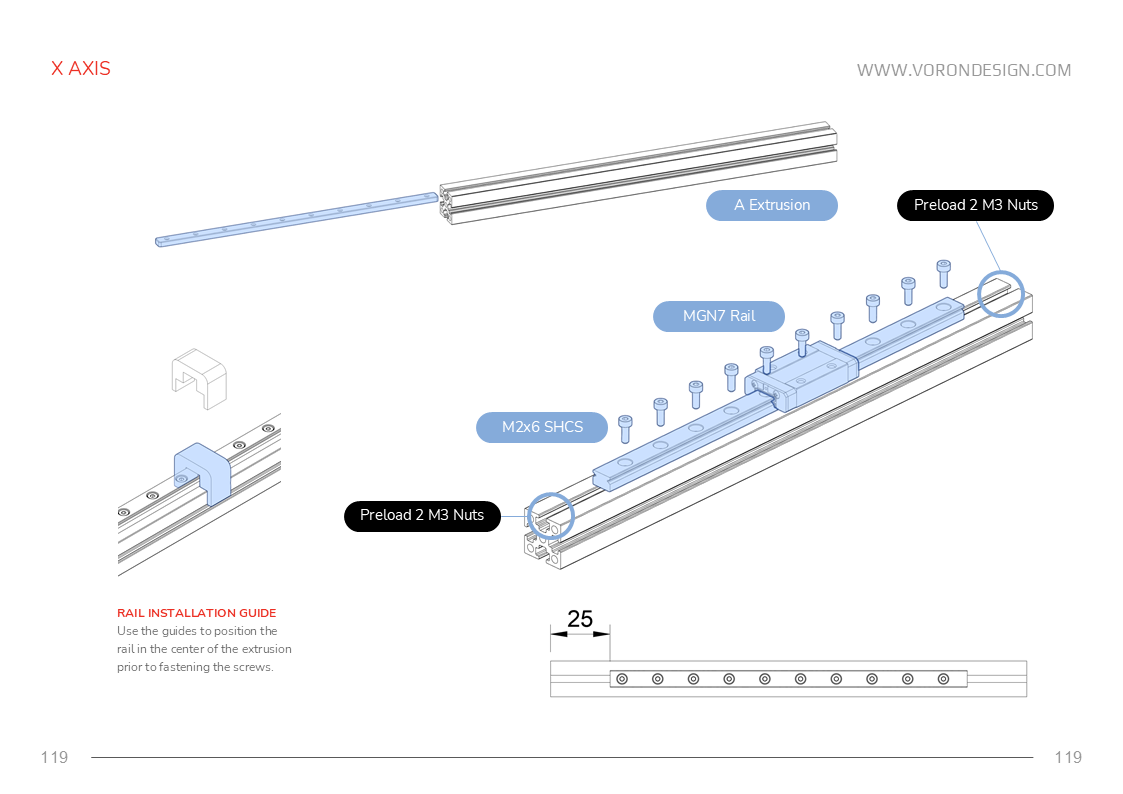 X AXIS
WWW.VORONDESIGN.COM
A Extrusion
Preload 2 M3 Nuts
MGN7 Rail
M2x6 SHCS
Preload 2 M3 Nuts
RAIL INSTALLATION GUIDE
Use the guides to position the
rail in the center of the extrusion
prior to fastening the screws.
25
119
119